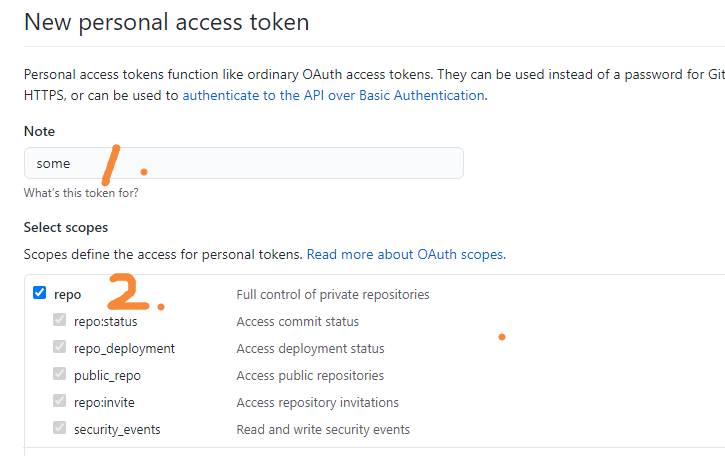 New personal access token
Personal access tokens function like ordinary OAuth access tokens. They can be used instead of a password for Git
HTTPS, or can be used to authenticate to the API over Basic Authentication.
Note
some 1.
What's this token for?
Select scopes
Scopes define the access for personal tokens. Read more about OAuth scopes.
repo 2. Full control of private repositories
repo:status Access commit status
repo_deployment Access deployment status
public_repo Access public repositories
repo:invite Access repository invitations
security_events Read and write security events